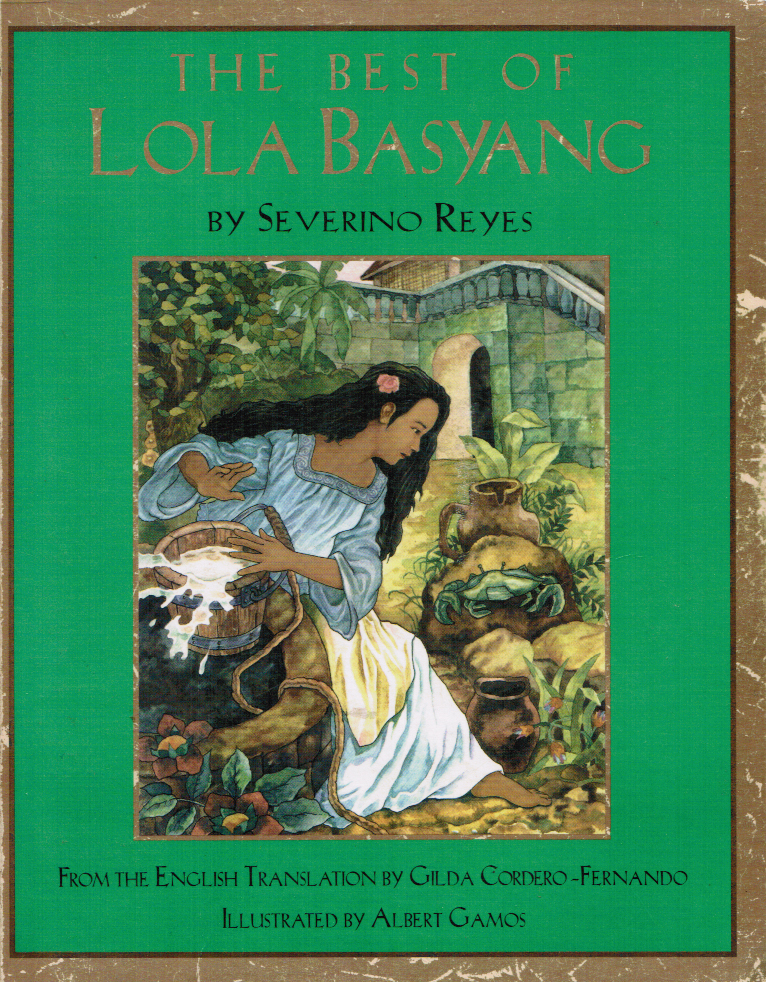 THE BEST OF
LOLA BASYANG
BY SEVERINO REYES
FROM THE ENGLISH TRANSLATION BY GILDA CORDERO-FERNANDO
ILLUSTRATED BY ALBERT GAMOS